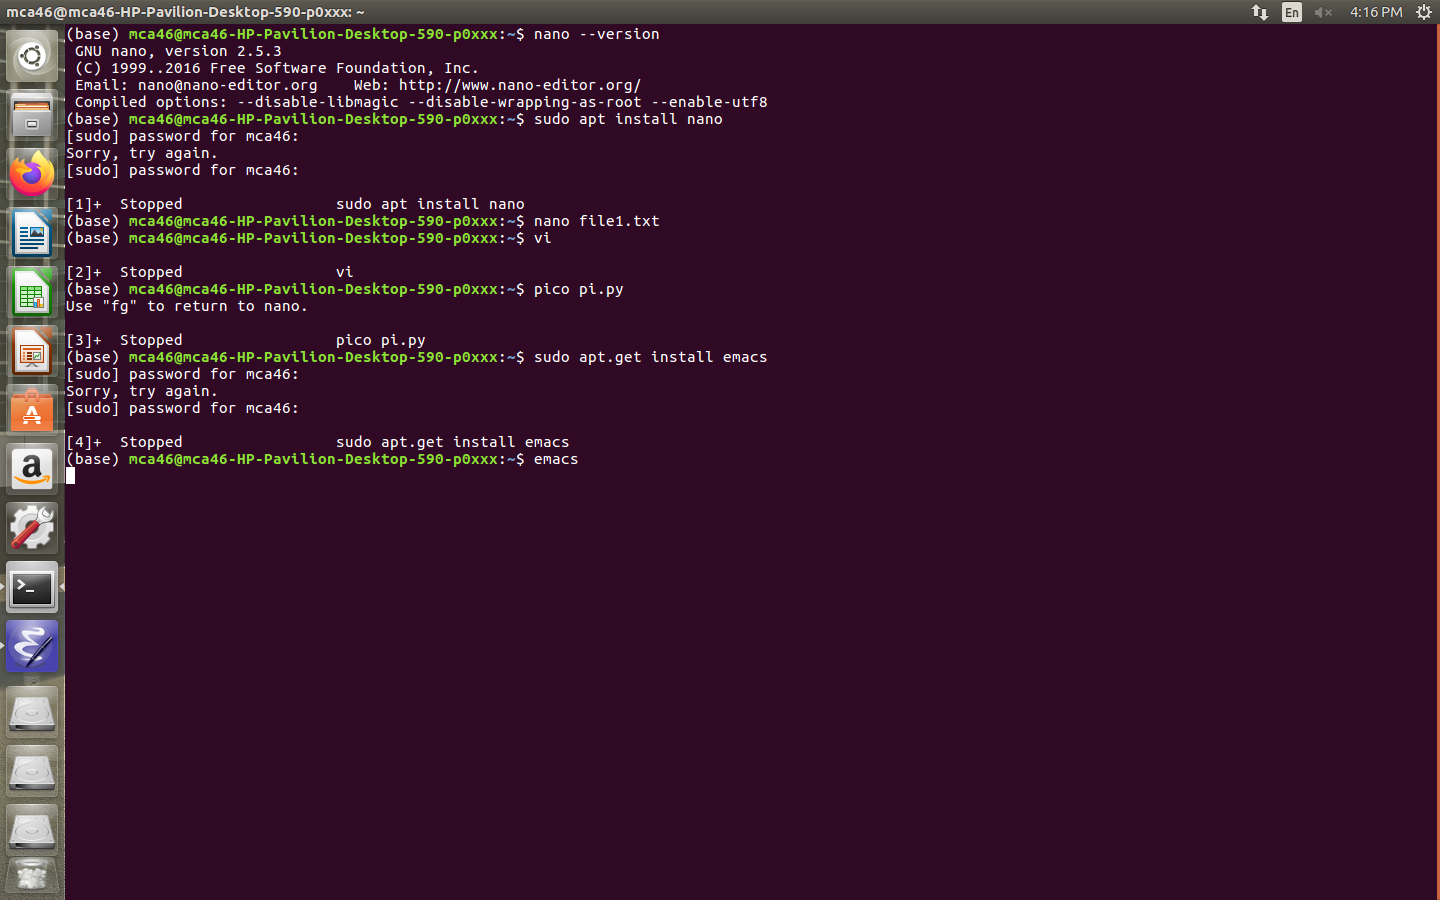 mca46@mca46-HP-Pavilion-Desktop-590-p0xxx: ~
En
4:16 PM
(base) mca46@mca46-HP-Pavilion-Desktop-590-p0xxx:~$ nano --version
 GNU nano, version 2.5.3
 (C) 1999..2016 Free Software Foundation, Inc.
 Email: nano@nano-editor.org    Web: http://www.nano-editor.org/
 Compiled options: --disable-libmagic --disable-wrapping-as-root --enable-utf8
(base) mca46@mca46-HP-Pavilion-Desktop-590-p0xxx:~$ sudo apt install nano
[sudo] password for mca46:
Sorry, try again.
[sudo] password for mca46:
[1]+  Stopped                 sudo apt install nano
(base) mca46@mca46-HP-Pavilion-Desktop-590-p0xxx:~$ nano file1.txt
(base) mca46@mca46-HP-Pavilion-Desktop-590-p0xxx:~$ vi
[2]+  Stopped                 vi
(base) mca46@mca46-HP-Pavilion-Desktop-590-p0xxx:~$ pico pi.py
Use "fg" to return to nano.
[3]+  Stopped                 pico pi.py
(base) mca46@mca46-HP-Pavilion-Desktop-590-p0xxx:~$ sudo apt.get install emacs
[sudo] password for mca46:
Sorry, try again.
[sudo] password for mca46:
[4]+  Stopped                 sudo apt.get install emacs
(base) mca46@mca46-HP-Pavilion-Desktop-590-p0xxx:~$ emacs